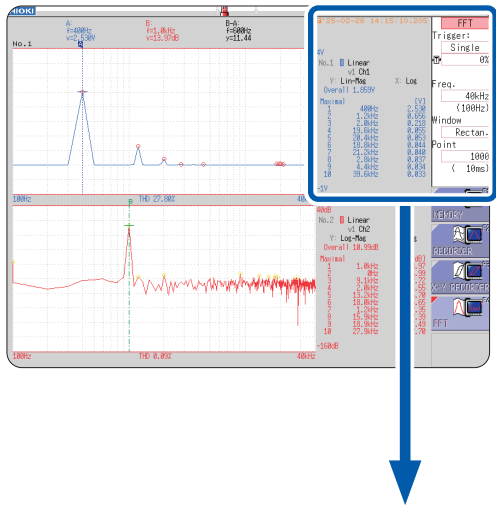 HIOKI
A: B: B-A:
f=400Hz f=1.0kHz f=600Hz
v=2.530V v=13.97dB y=11.44
No.1
A
100Hz THD 27.80%
B
100Hz THD 0.09% 40kHz
'25-02-26 14:15:10.205
4V
No.1 Linear
v1 Ch1
Y: Lin-Mag X: Log
Overall 1.859V
Maximal [V]
1 400Hz 2.530
2 1.2kHz 0.656
3 2.0kHz 0.218
4 19.6kHz 0.055
5 20.4kHz 0.053
6 18.8kHz 0.044
7 21.2kHz 0.040
8 2.8kHz 0.037
9 4.4kHz 0.034
10 39.6kHz 0.033
-1V
40dB
No.2 Linear
v1 Ch2
Y: Log-Mag
Overall 10.99dB
Maximal
1 1.0kHz
2 0Hz
3 9.1kHz
4 2.0kHz
5 13.2kHz
6 18.0kHz
7 1.2kHz
8 15.9kHz
9 18.9kHz
10 27.9kHz
-160dB
FFT
Trigger:
Single
0%
Freq.
40kHz
(100Hz)
Window
Rectan.
Point
1000
( 10ms)
MEMORY
RECORDER
X-Y RECORDER
FFT